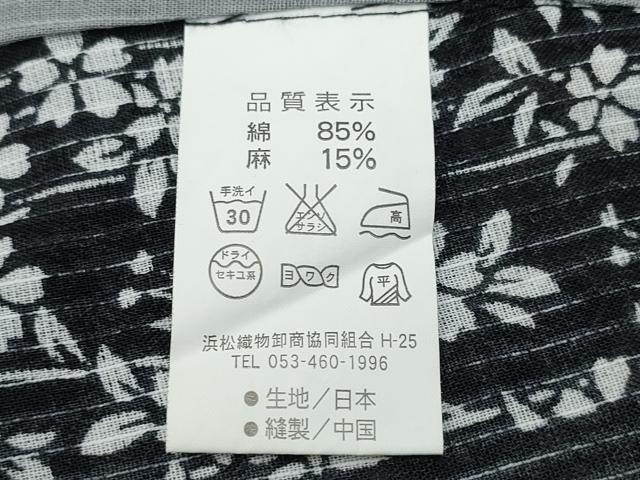 品質表示
綿 85%
麻 15%
手洗イ
30
エンソ
サラシ
高
ドライ
セキユ系
ヨワク
平
浜松織物卸商協同組合 H-25
TEL 053-460-1996
●生地/日本
●縫製/中国